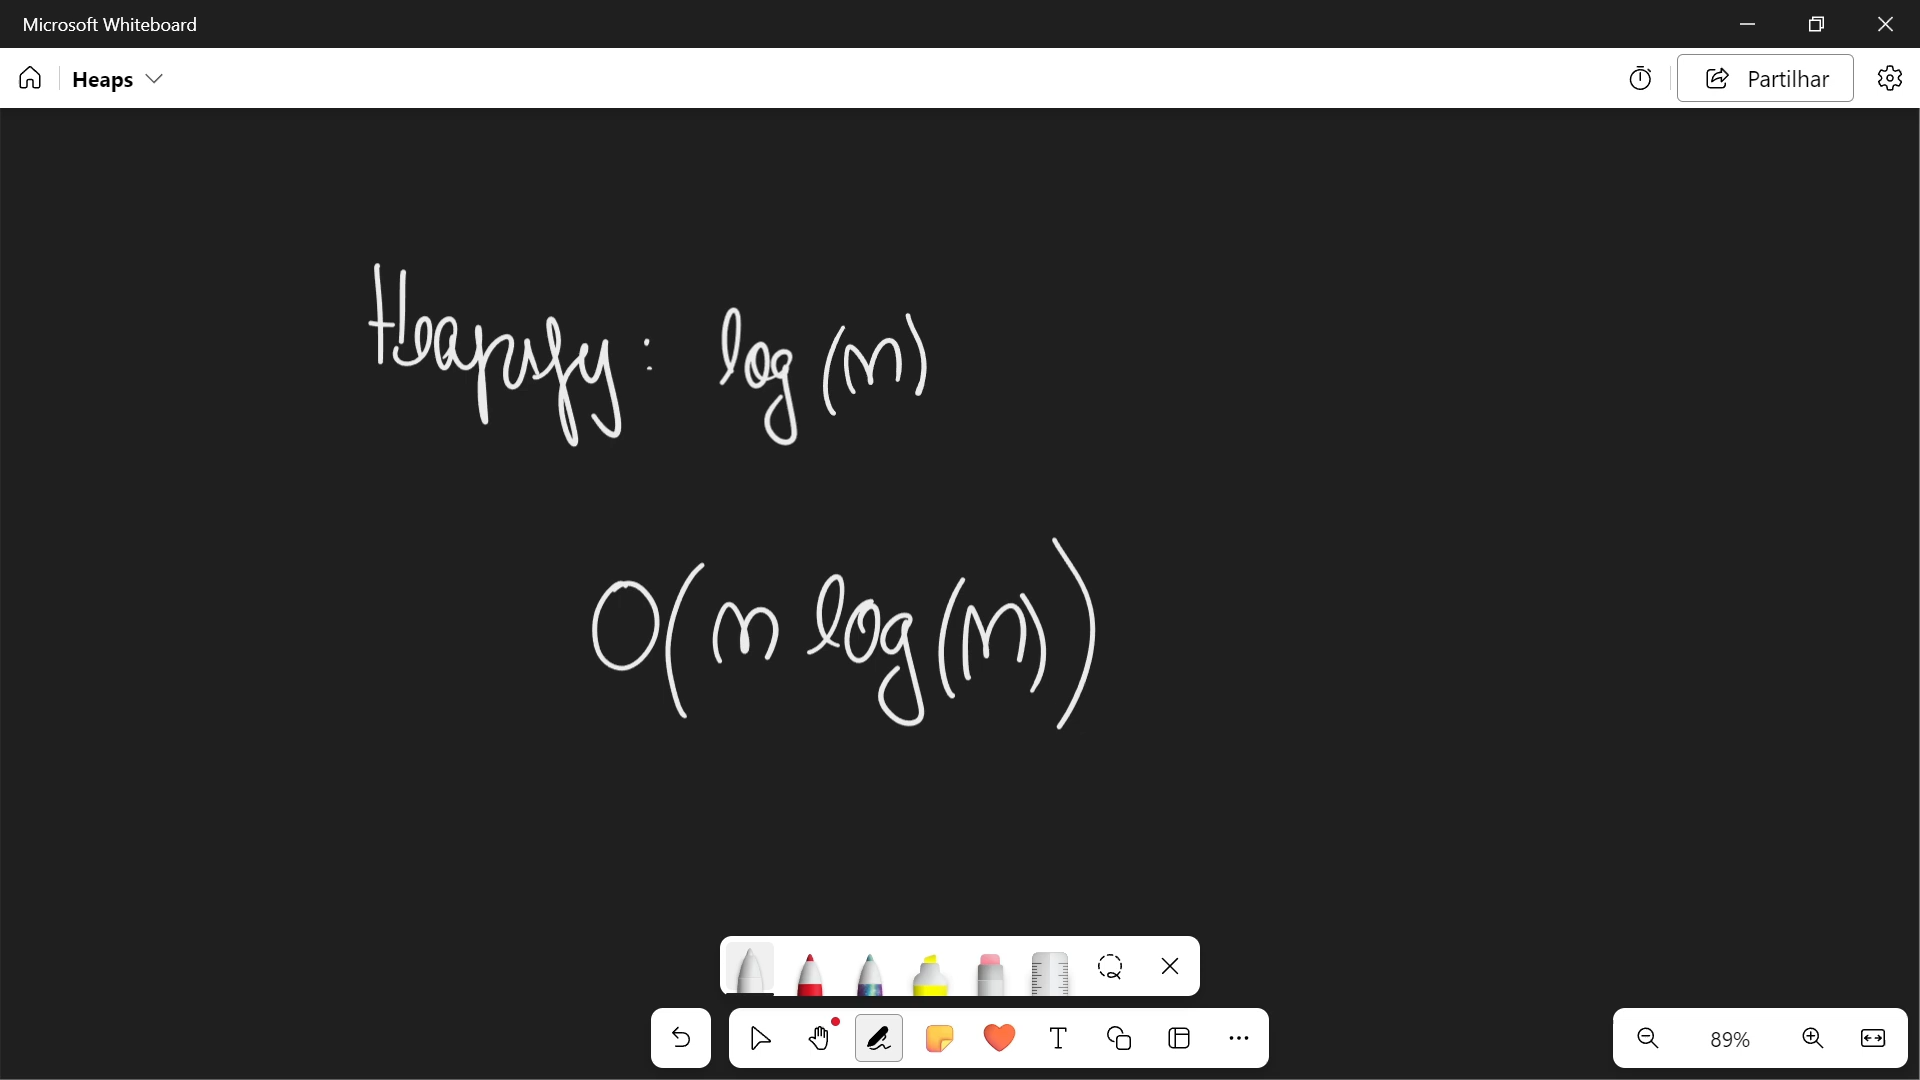 Microsoft Whiteboard
Heaps
Partilhar
Heapify: log(n)
O(n log(n))
89%